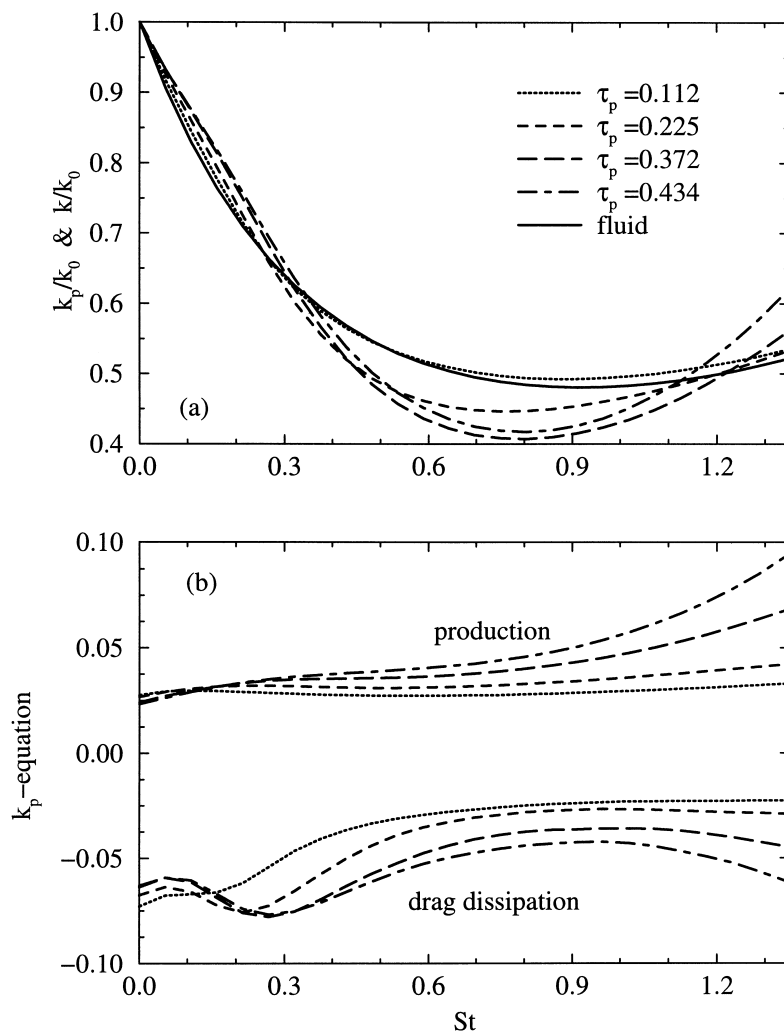 1.0
0.9
0.8
0.7
0.6
0.5
0.4
k_p/k_0 & k/k_0
τ_p =0.112
τ_p =0.225
τ_p =0.372
τ_p =0.434
fluid
(a)
0.0 0.3 0.6 0.9 1.2
0.10
0.05
0.00
−0.05
−0.10
k_p−equation
(b)
production
drag dissipation
0.0 0.3 0.6 0.9 1.2
St